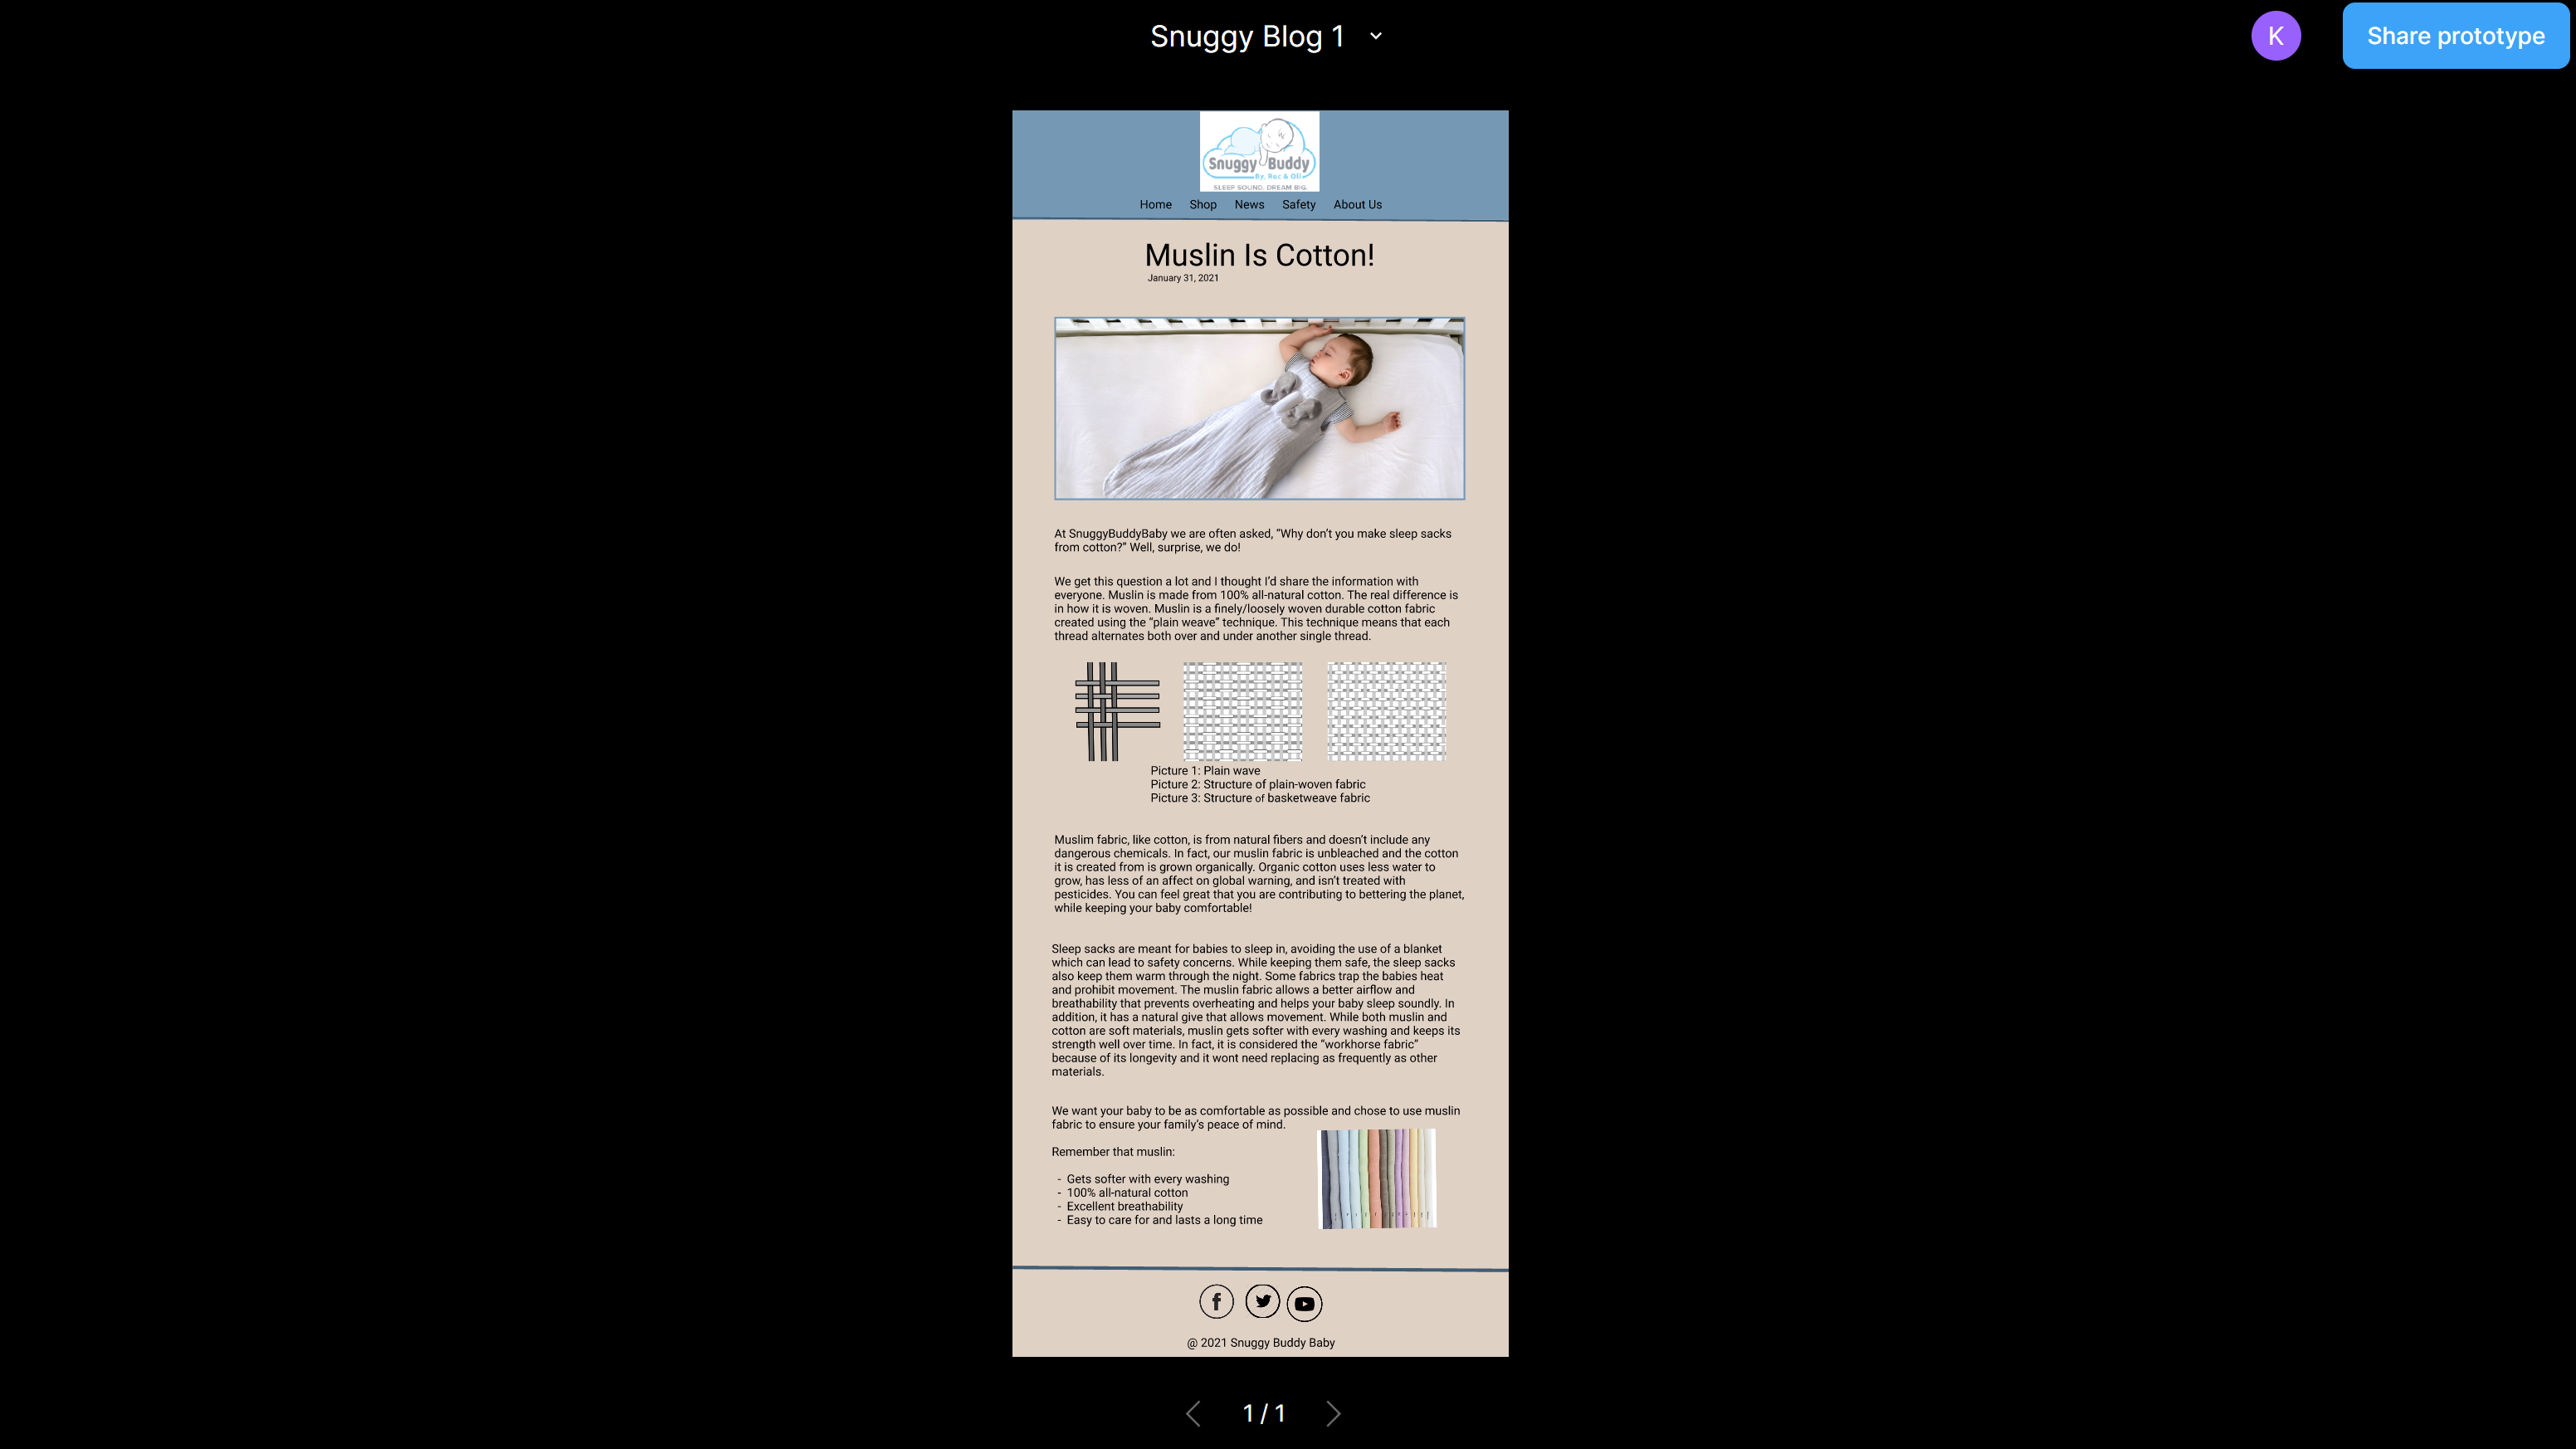 Snuggy Blog 1
K
Share prototype
Snuggy Buddy
By, Roc & Oli
SLEEP SOUND. DREAM BIG.
Home Shop News Safety About Us
Muslin Is Cotton!
January 31, 2021
At SnuggyBuddyBaby we are often asked, “Why don’t you make sleep sacks
from cotton?” Well, surprise, we do!
We get this question a lot and I thought I’d share the information with
everyone. Muslin is made from 100% all-natural cotton. The real difference is
in how it is woven. Muslin is a finely/loosely woven durable cotton fabric
created using the “plain weave” technique. This technique means that each
thread alternates both over and under another single thread.
Picture 1: Plain wave
Picture 2: Structure of plain-woven fabric
Picture 3: Structure of basketweave fabric
Muslim fabric, like cotton, is from natural fibers and doesn’t include any
dangerous chemicals. In fact, our muslin fabric is unbleached and the cotton
it is created from is grown organically. Organic cotton uses less water to
grow, has less of an affect on global warning, and isn’t treated with
pesticides. You can feel great that you are contributing to bettering the planet,
while keeping your baby comfortable!
Sleep sacks are meant for babies to sleep in, avoiding the use of a blanket
which can lead to safety concerns. While keeping them safe, the sleep sacks
also keep them warm through the night. Some fabrics trap the babies heat
and prohibit movement. The muslin fabric allows a better airflow and
breathability that prevents overheating and helps your baby sleep soundly. In
addition, it has a natural give that allows movement. While both muslin and
cotton are soft materials, muslin gets softer with every washing and keeps its
strength well over time. In fact, it is considered the “workhorse fabric”
because of its longevity and it wont need replacing as frequently as other
materials.
We want your baby to be as comfortable as possible and chose to use muslin
fabric to ensure your family’s peace of mind.
Remember that muslin:
- Gets softer with every washing
- 100% all-natural cotton
- Excellent breathability
- Easy to care for and lasts a long time
@ 2021 Snuggy Buddy Baby
1 / 1